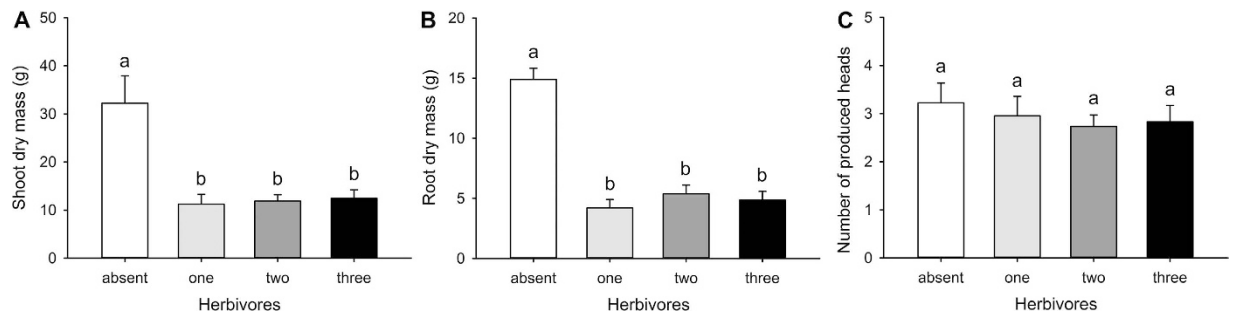 A
Shoot dry mass (g)
50
40
30
20
10
0
a
b
b
b
absent one two three
Herbivores
B
Root dry mass (g)
20
15
10
5
0
a
b
b
b
absent one two three
Herbivores
C
Number of produced heads
5
4
3
2
1
0
a
a
a
a
absent one two three
Herbivores